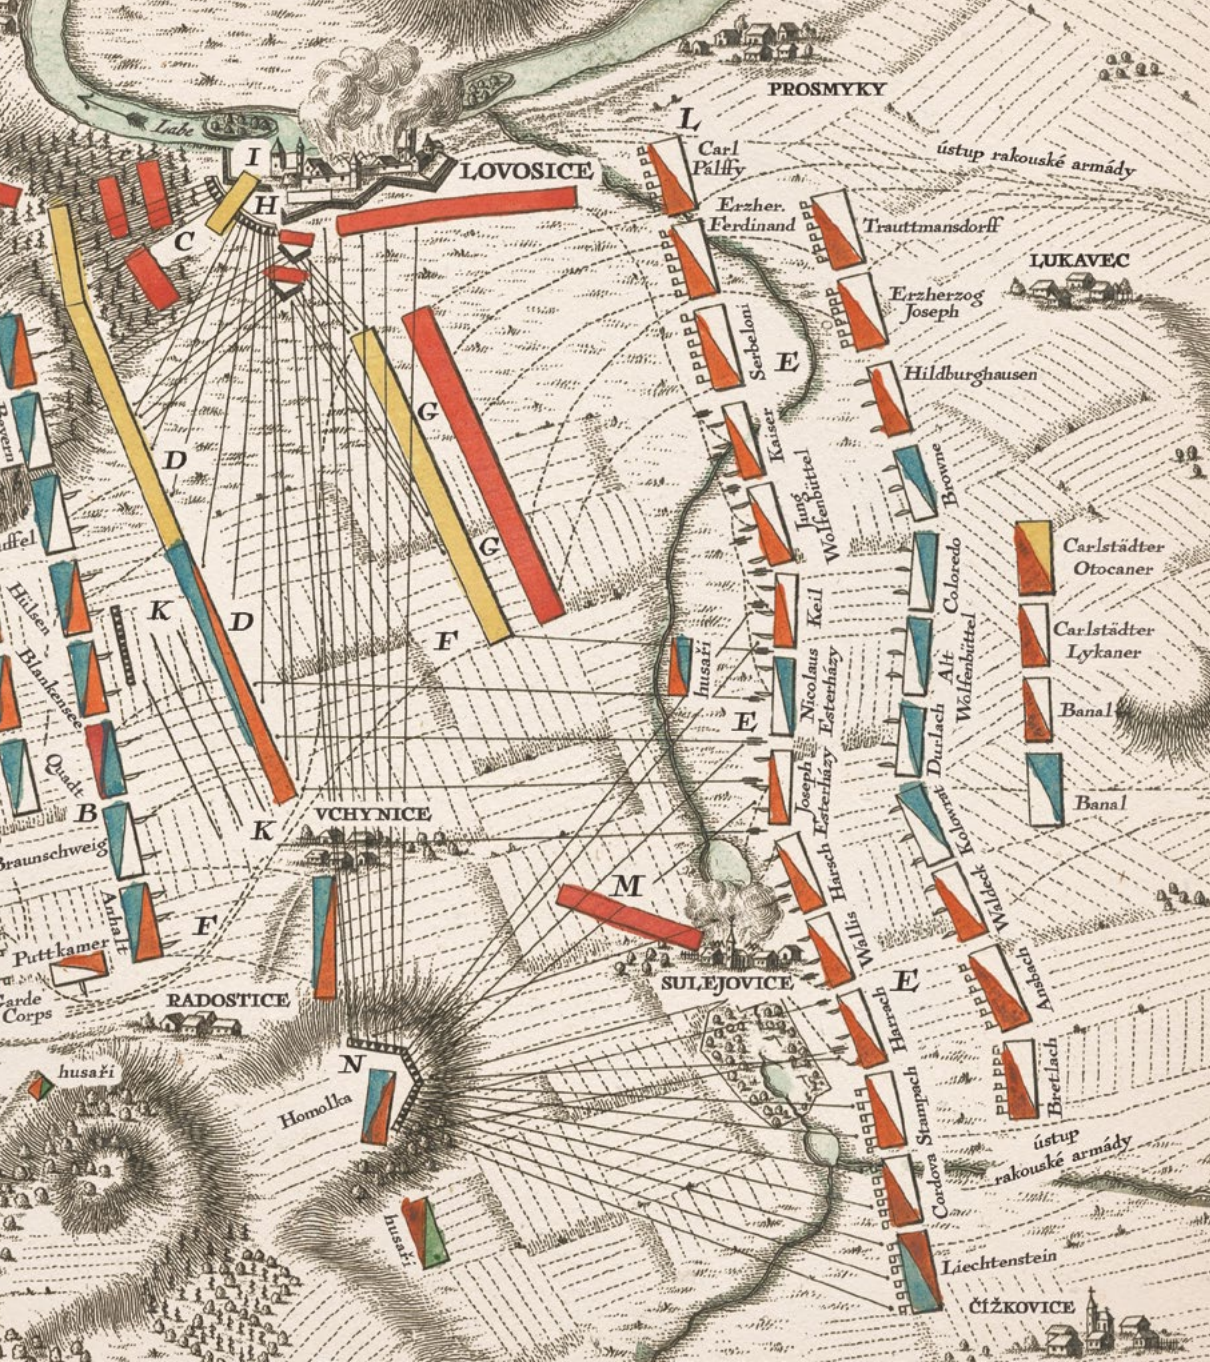 PROSMYKY
L
Carl
Pálffy
ústup rakouské armády
Labe
I
LOVOSICE
H
Erzher.
Ferdinand
Trauttmansdorff
C
LUKAVEC
Erzherzog
Joseph
Serbeloni
E
Hildburghausen
Bevern
G
Kaiser
D
Browne
Jung
Wolfenbüttel
G
Carlstädter
Otocaner
Coloredo
Hülsen
K
D
Keil
Carlstädter
Lykaner
F
husaři
Nicolaus
Esterházy
Alt
Wolfenbüttel
Blankensee
Banal
E
Durlach
Quadt
Joseph
Esterházy
Banal
B
K
VCHYNICE
Kolovrat
Braunschweig
Harsch
M
Waldeck
Anhalt
F
Wallis
Puttkamer
SULEJOVICE
E
Ansbach
Garde
Corps
RADOSTICE
Harrach
N
husaři
Bretlach
Homolka
Stampach
ústup
rakouské armády
Cordova
husaři
Liechtenstein
ČÍŽKOVICE